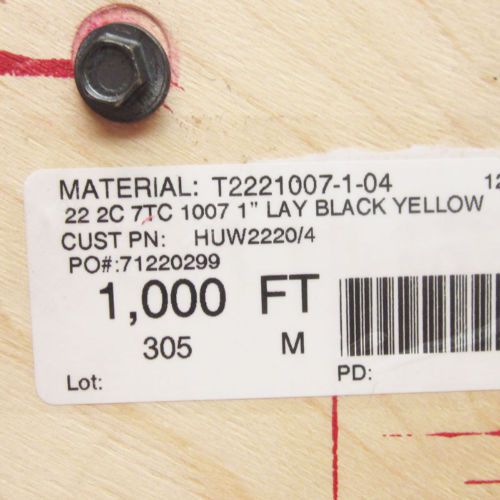 MATERIAL: T2221007-1-04 12
22 2C 7TC 1007 1" LAY BLACK YELLOW
CUST PN: HUW2220/4
PO#:71220299
1,000 FT
305 M
Lot: PD: